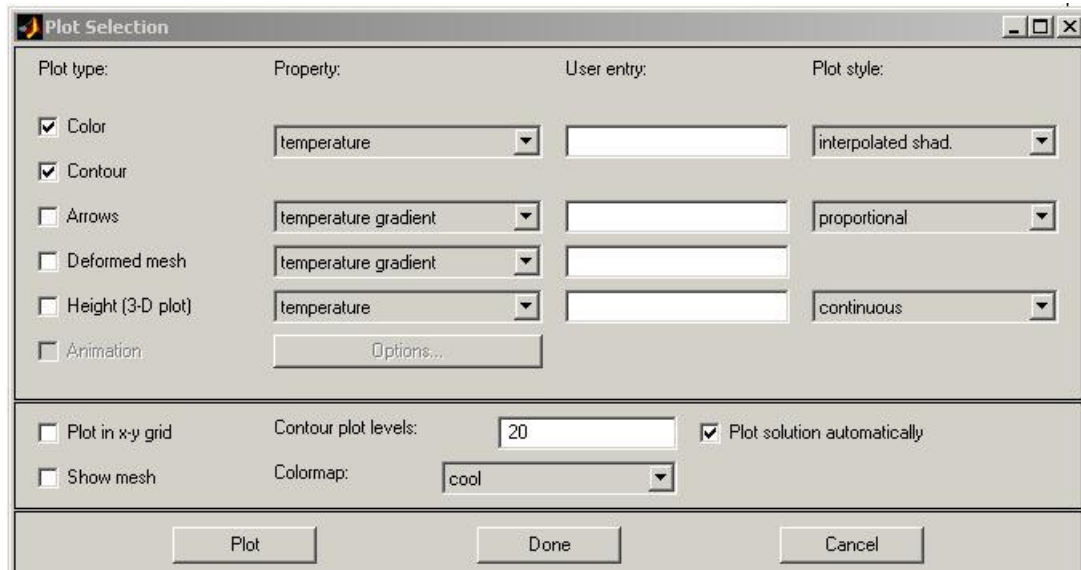 Plot Selection
Plot type: Property: User entry: Plot style:
Color
temperature interpolated shad.
Contour
Arrows temperature gradient proportional
Deformed mesh temperature gradient
Height (3-D plot) temperature continuous
Animation Options...
Plot in x-y grid Contour plot levels: 20 Plot solution automatically
Show mesh Colormap: cool
Plot Done Cancel